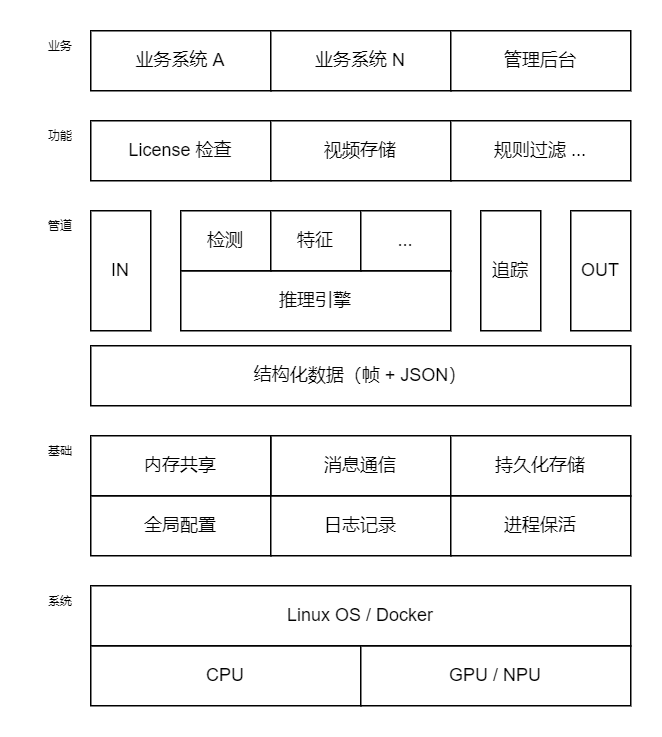 业务
业务系统 A
业务系统 N
管理后台
功能
License 检查
视频存储
规则过滤 ...
管道
IN
检测
特征
...
推理引擎
追踪
OUT
结构化数据（帧 + JSON）
基础
内存共享
消息通信
持久化存储
全局配置
日志记录
进程保活
系统
Linux OS / Docker
CPU
GPU / NPU